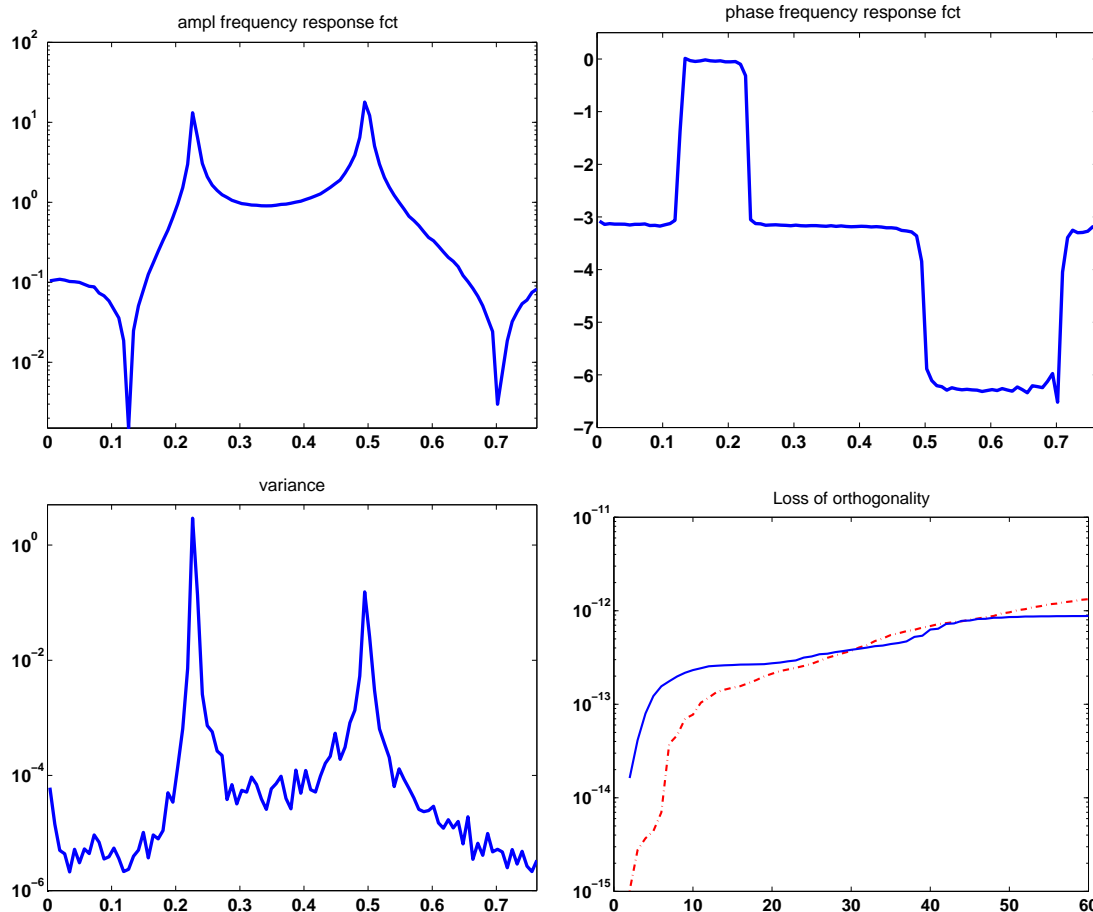 ampl frequency response fct
10^2
10^1
10^0
10^-1
10^-2
0 0.1 0.2 0.3 0.4 0.5 0.6 0.7
phase frequency response fct
0
−1
−2
−3
−4
−5
−6
−7
0 0.1 0.2 0.3 0.4 0.5 0.6 0.7
variance
10^0
10^-2
10^-4
10^-6
0 0.1 0.2 0.3 0.4 0.5 0.6 0.7
Loss of orthogonality
10^-11
10^-12
10^-13
10^-14
10^-15
0 10 20 30 40 50 60